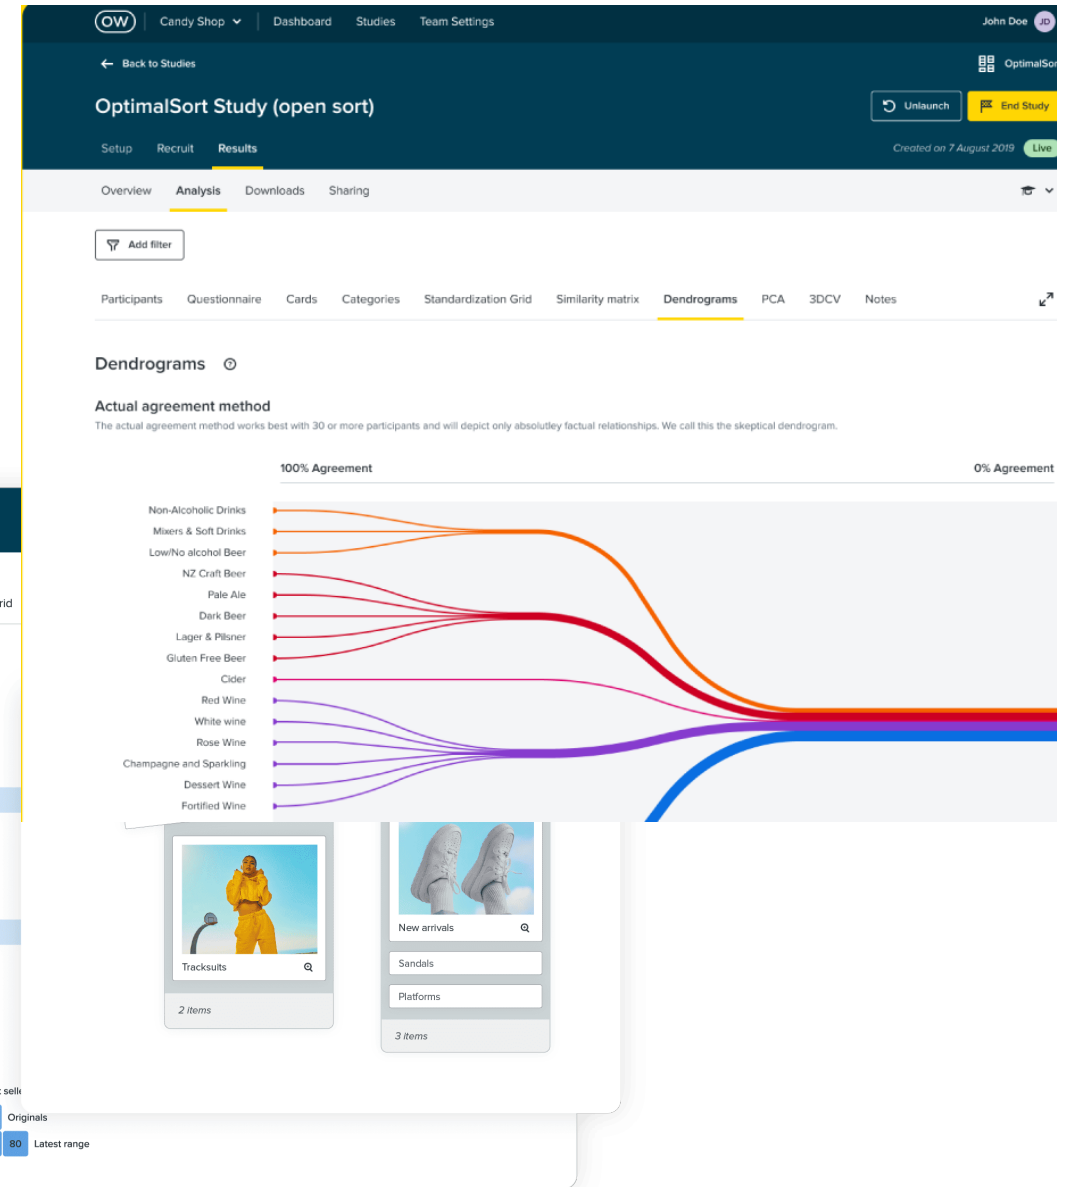 OW Candy Shop Dashboard Studies Team Settings John Doe JD
Back to Studies OptimalSor
OptimalSort Study (open sort) Unlaunch End Study
Setup Recruit Results Created on 7 August 2019 Live
Overview Analysis Downloads Sharing
Add filter
Participants Questionnaire Cards Categories Standardization Grid Similarity matrix Dendrograms PCA 3DCV Notes
Dendrograms
Actual agreement method
The actual agreement method works best with 30 or more participants and will depict only absolutley factual relationships. We call this the skeptical dendrogram.
100% Agreement 0% Agreement
Non-Alcoholic Drinks
Mixers & Soft Drinks
Low/No alcohol Beer
NZ Craft Beer
rid
Pale Ale
Dark Beer
Lager & Pilsner
Gluten Free Beer
Cider
Red Wine
White wine
Rose Wine
Champagne and Sparkling
Dessert Wine
Fortified Wine
New arrivals
Tracksuits
Sandals
Platforms
2 items
3 items
t selle
Originals
80 Latest range